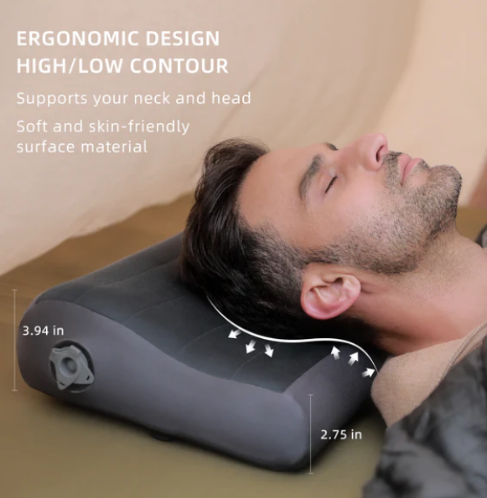 ERGONOMIC DESIGN
HIGH/LOW CONTOUR
Supports your neck and head
Soft and skin-friendly
surface material
3.94 in
2.75 in